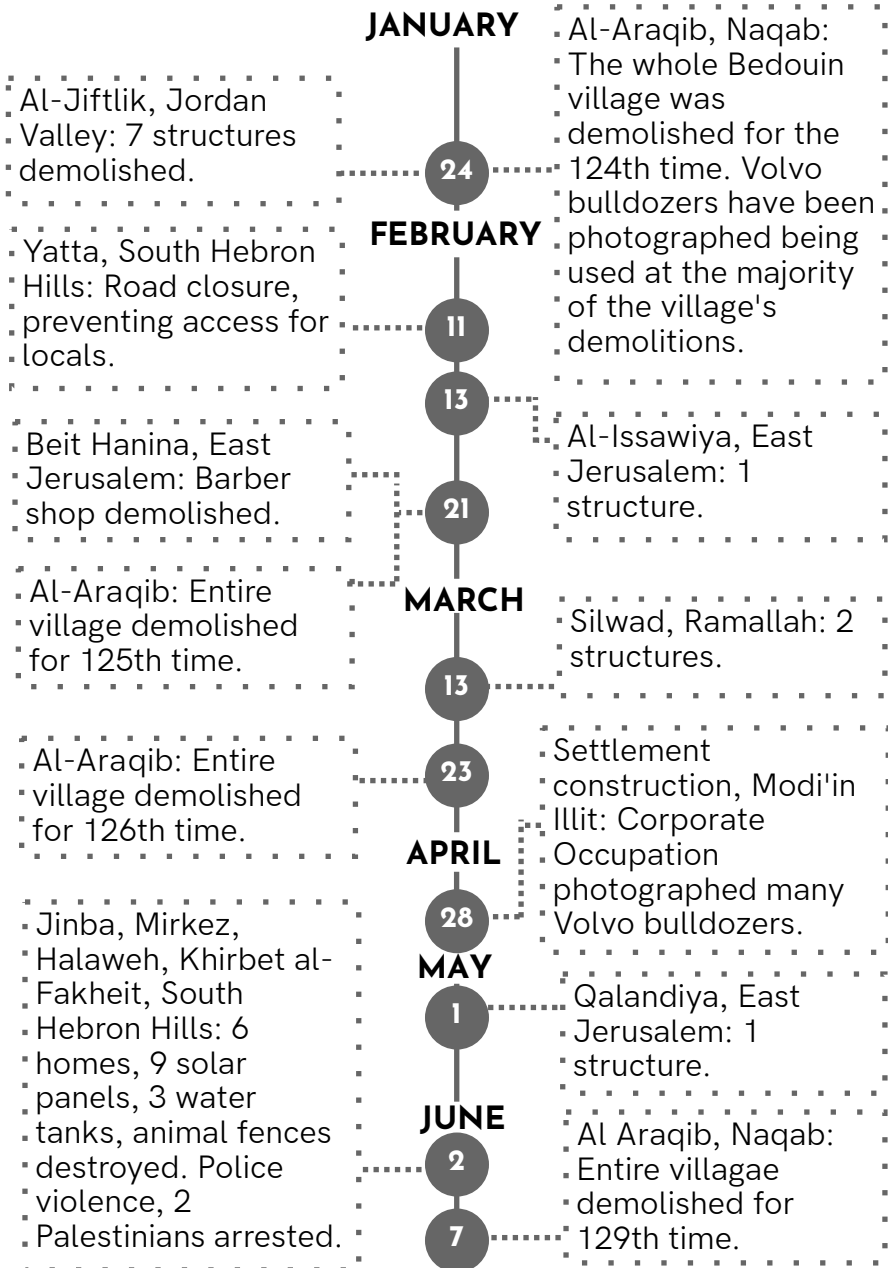 JANUARY
Al-Jiftlik, Jordan
Valley: 7 structures
demolished.
24
Al-Araqib, Naqab:
The whole Bedouin
village was
demolished for the
124th time. Volvo
bulldozers have been
photographed being
used at the majority
of the village's
demolitions.
FEBRUARY
Yatta, South Hebron
Hills: Road closure,
preventing access for
locals.
11
13
Al-Issawiya, East
Jerusalem: 1
structure.
Beit Hanina, East
Jerusalem: Barber
shop demolished.
21
Al-Araqib: Entire
village demolished
for 125th time.
MARCH
Silwad, Ramallah: 2
structures.
13
Al-Araqib: Entire
village demolished
for 126th time.
23
APRIL
Settlement
construction, Modi'in
Illit: Corporate
Occupation
photographed many
Volvo bulldozers.
28
MAY
1
Qalandiya, East
Jerusalem: 1
structure.
JUNE
Jinba, Mirkez,
Halaweh, Khirbet al-
Fakheit, South
Hebron Hills: 6
homes, 9 solar
panels, 3 water
tanks, animal fences
destroyed. Police
violence, 2
Palestinians arrested.
2
7
Al Araqib, Naqab:
Entire villagae
demolished for
129th time.